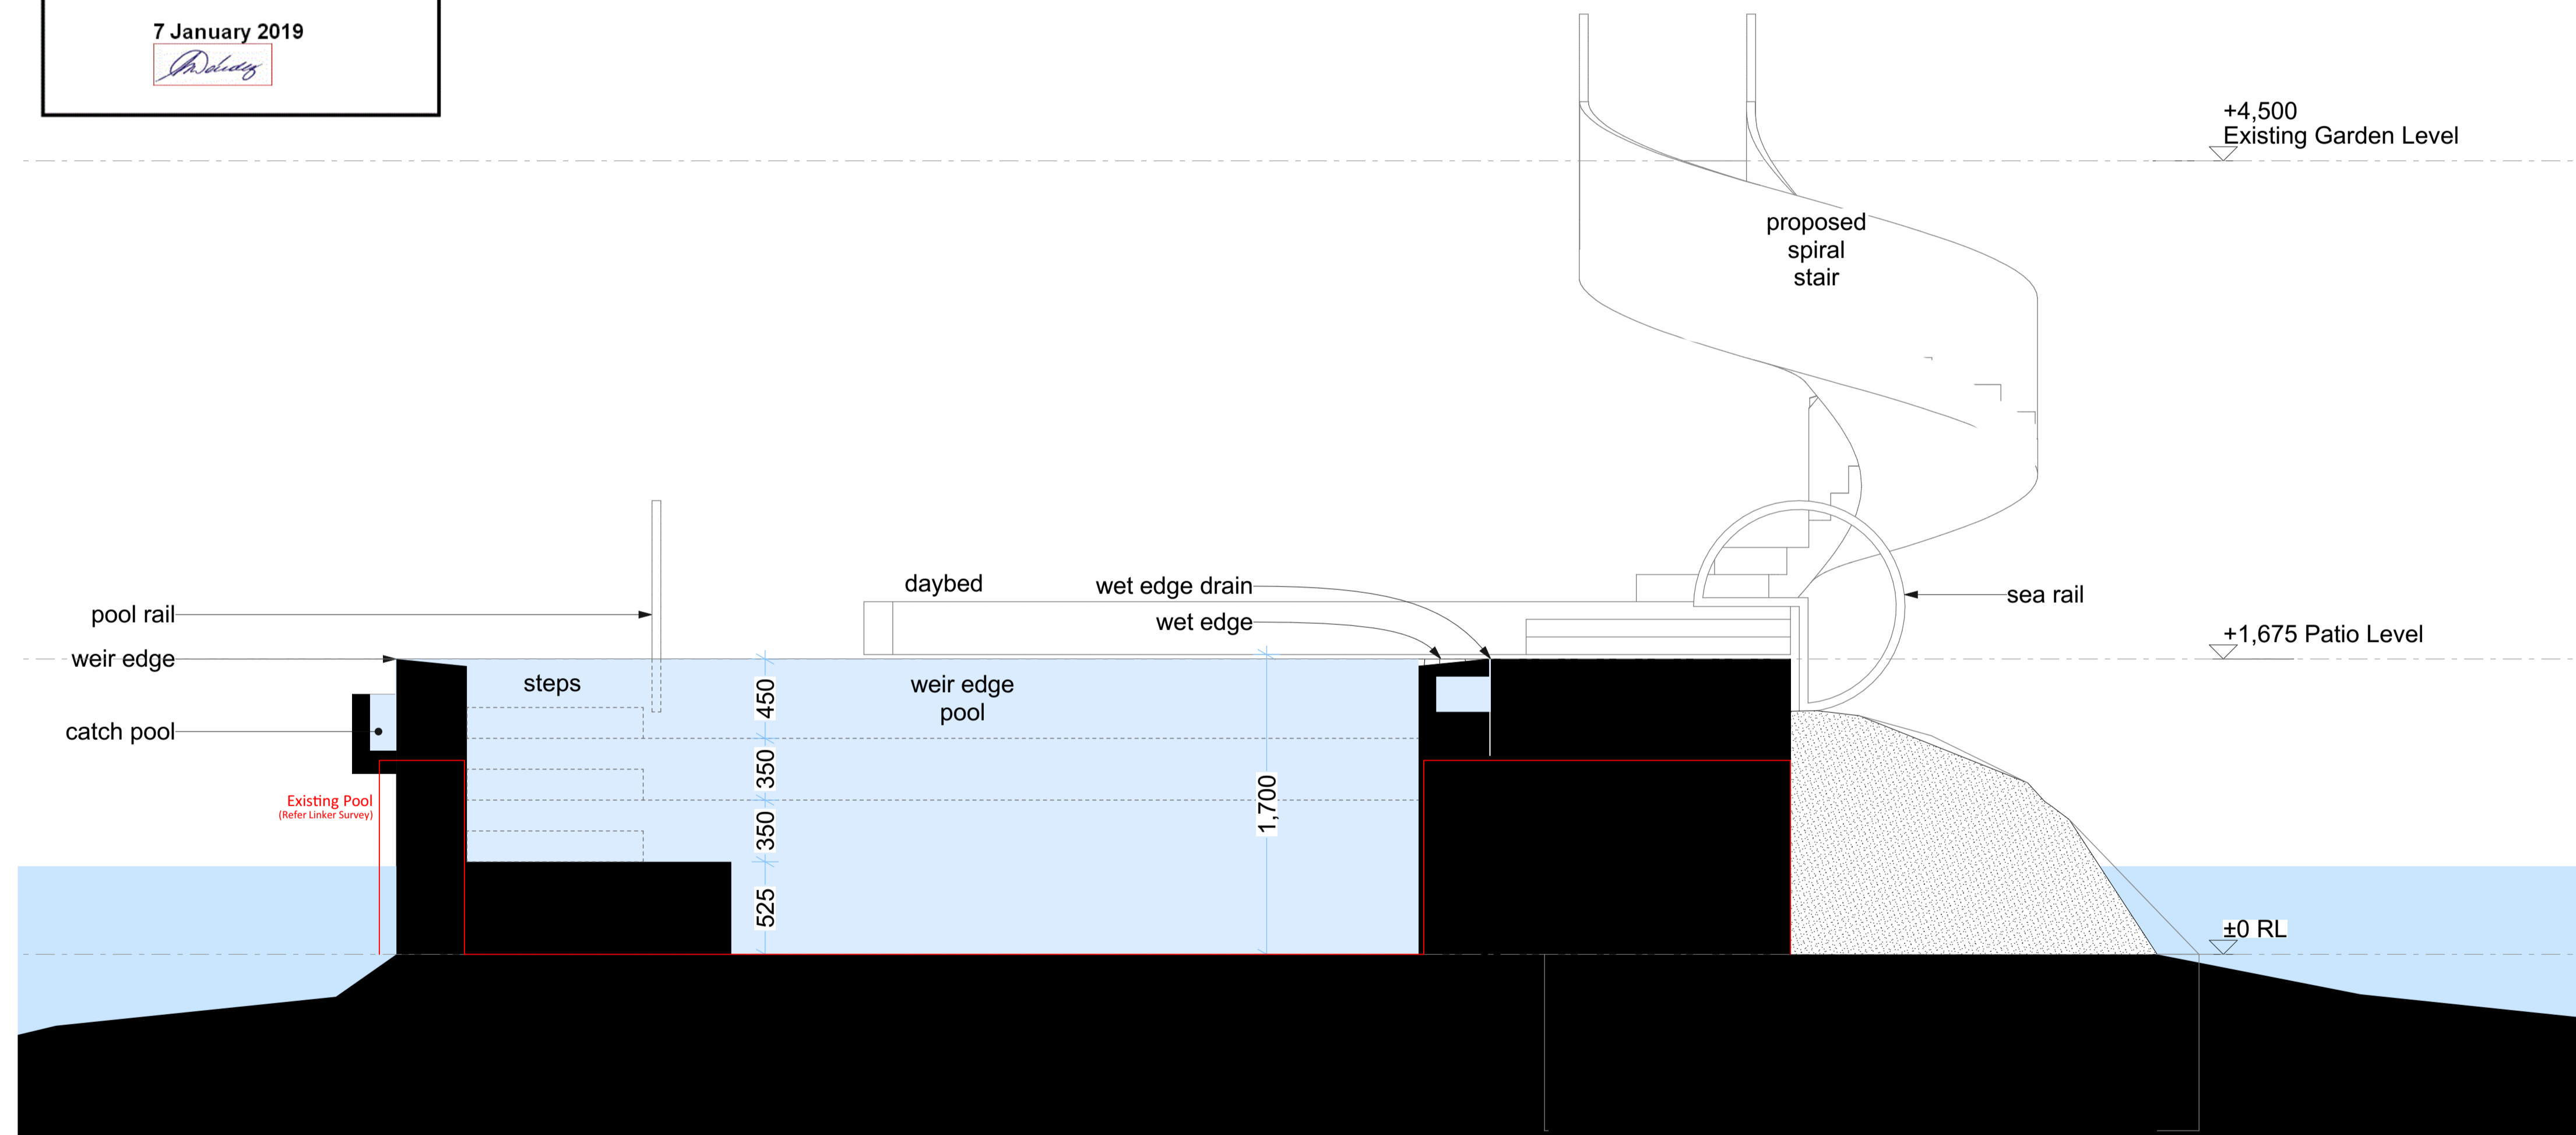 7 January 2019
+4,500
Existing Garden Level
proposed
spiral
stair
daybed
wet edge drain
wet edge
pool rail
sea rail
+1,675 Patio Level
weir edge
steps
weir edge
pool
450
catch pool
350
1,700
Existing Pool
(Refer Linker Survey)
350
525
±0 RL